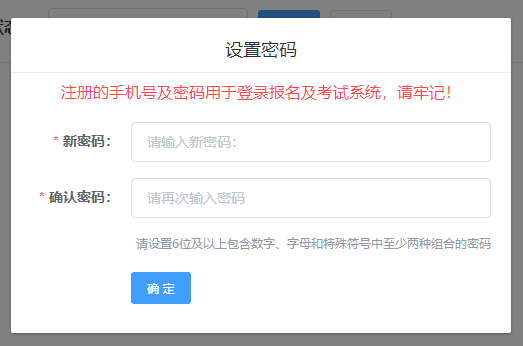 设置密码
注册的手机号及密码用于登录报名及考试系统，请牢记！
* 新密码：
请输入新密码：
* 确认密码：
请再次输入密码
请设置6位及以上包含数字、字母和特殊符号中至少两种组合的密码
确 定